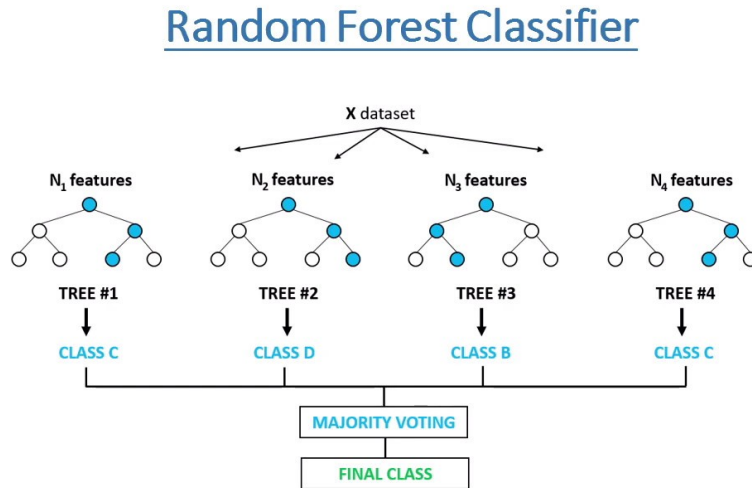 Random Forest Classifier
X dataset
N₁ features N₂ features N₃ features N₄ features
TREE #1 TREE #2 TREE #3 TREE #4
CLASS C CLASS D CLASS B CLASS C
MAJORITY VOTING
FINAL CLASS